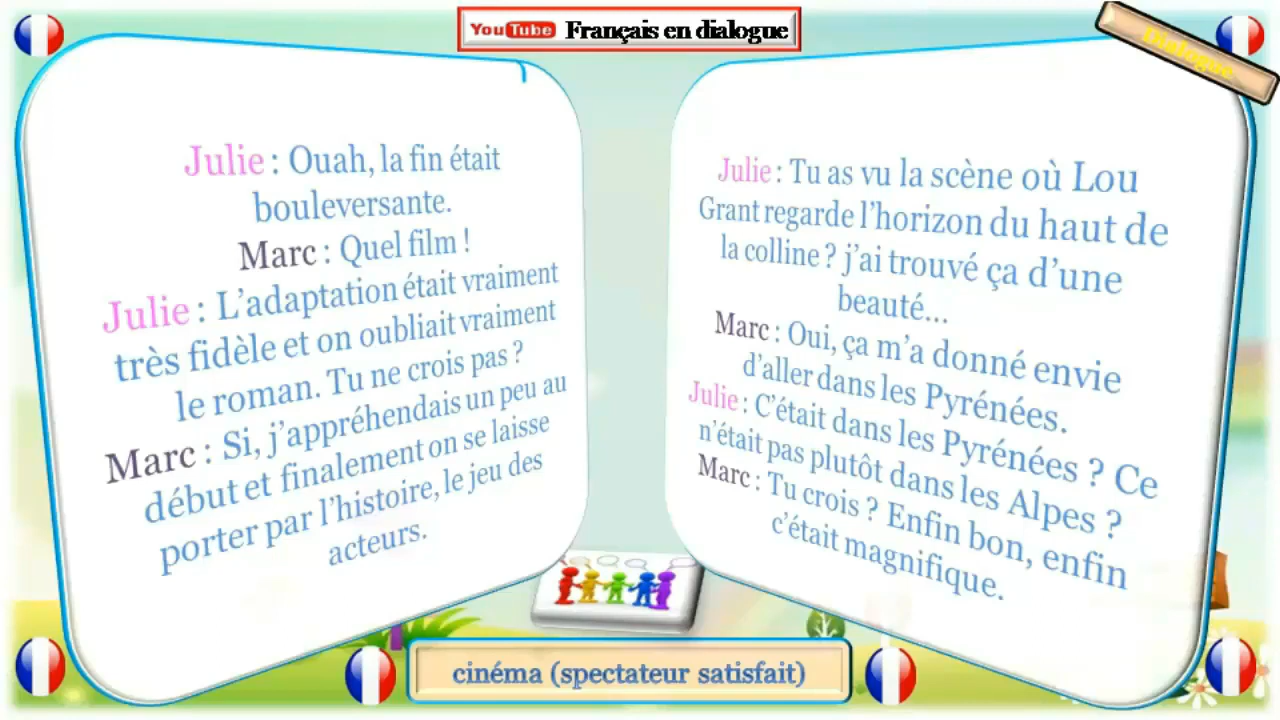 YouTube Français en dialogue
Dialogue
Julie : Ouah, la fin était
bouleversante.
Marc : Quel film !
Julie : L'adaptation était vraiment
très fidèle et on oubliait vraiment
le roman. Tu ne crois pas ?
Marc : Si, j'appréhendais un peu au
début et finalement on se laisse
porter par l'histoire, le jeu des
acteurs.
Julie : Tu as vu la scène où Lou
Grant regarde l'horizon du haut de
la colline ? j'ai trouvé ça d'une
beauté...
Marc : Oui, ça m'a donné envie
d'aller dans les Pyrénées.
Julie : C'était dans les Pyrénées ? Ce
n'était pas plutôt dans les Alpes ?
Marc : Tu crois ? Enfin bon, enfin
c'était magnifique.
cinéma (spectateur satisfait)